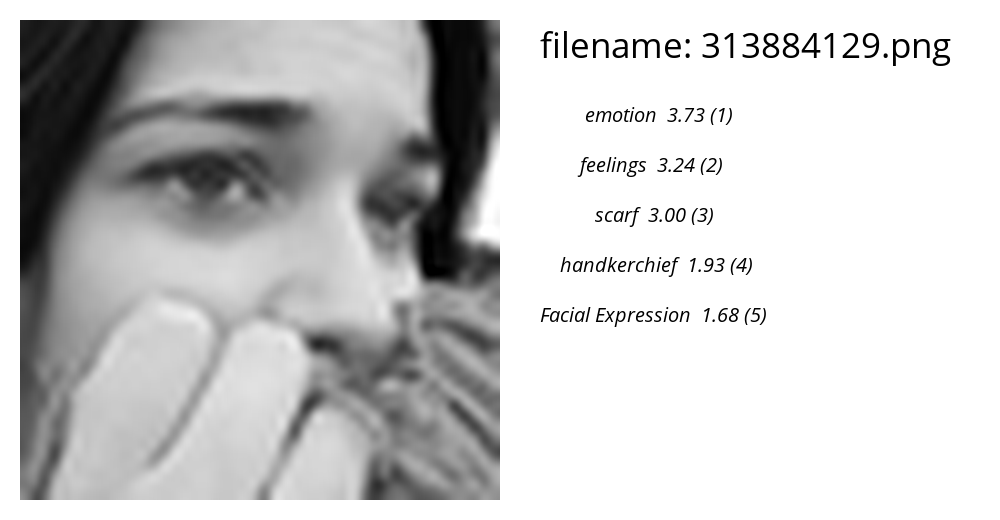 filename: 313884129.png
emotion 3.73 (1)
feelings 3.24 (2)
scarf 3.00 (3)
handkerchief 1.93 (4)
Facial Expression 1.68 (5)